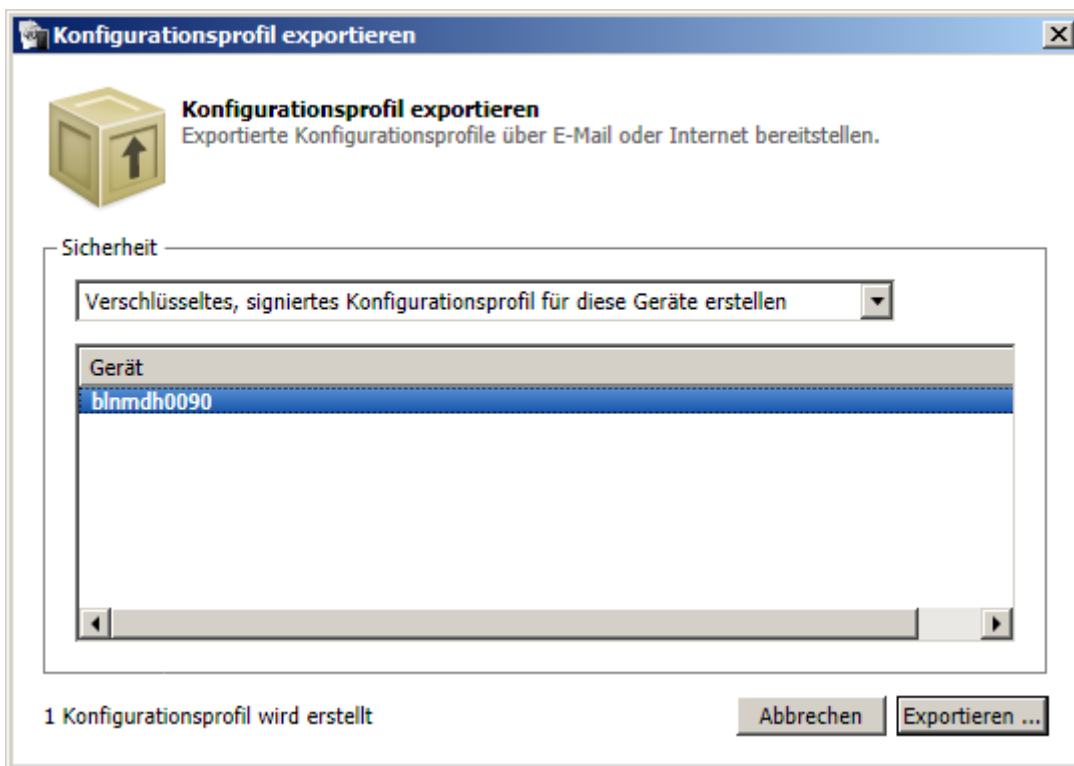 Konfigurationsprofil exportieren
Konfigurationsprofil exportieren
Exportierte Konfigurationsprofile über E-Mail oder Internet bereitstellen.
Sicherheit
Verschlüsseltes, signiertes Konfigurationsprofil für diese Geräte erstellen
Gerät
blnmdh0090
1 Konfigurationsprofil wird erstellt
Abbrechen
Exportieren ...